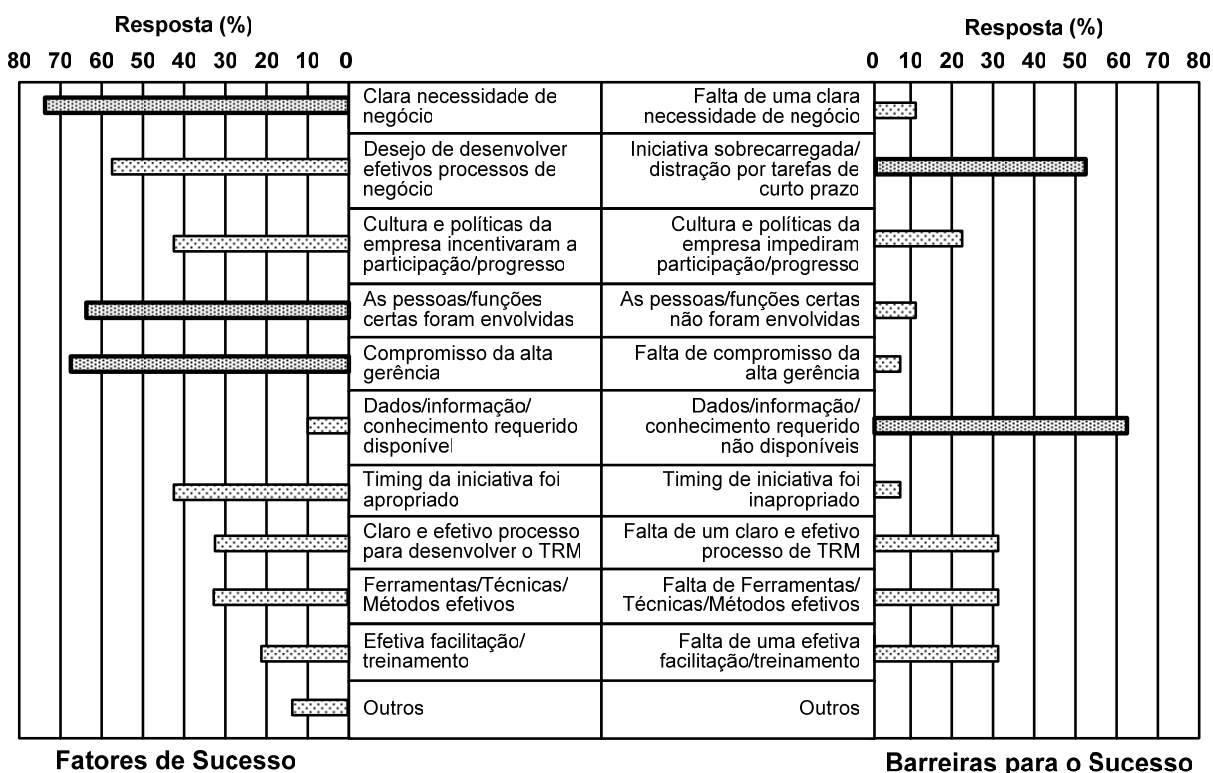 Resposta (%)
80 70 60 50 40 30 20 10 0
Resposta (%)
0 10 20 30 40 50 60 70 80
Clara necessidade de
negócio
Falta de uma clara
necessidade de negócio
Desejo de desenvolver
efetivos processos de
negócio
Iniciativa sobrecarregada/
distração por tarefas de
curto prazo
Cultura e políticas da
empresa incentivaram a
participação/progresso
Cultura e políticas da
empresa impediram
participação/progresso
As pessoas/funções
certas foram envolvidas
As pessoas/funções certas
não foram envolvidas
Compromisso da alta
gerência
Falta de compromisso da
alta gerência
Dados/informação/
conhecimento requerido
disponível
Dados/informação/
conhecimento requerido
não disponíveis
Timing da iniciativa foi
apropriado
Timing de iniciativa foi
inapropriado
Claro e efetivo processo
para desenvolver o TRM
Falta de um claro e efetivo
processo de TRM
Ferramentas/Técnicas/
Métodos efetivos
Falta de Ferramentas/
Técnicas/Métodos efetivos
Efetiva facilitação/
treinamento
Falta de uma efetiva
facilitação/treinamento
Outros
Outros
Fatores de Sucesso
Barreiras para o Sucesso